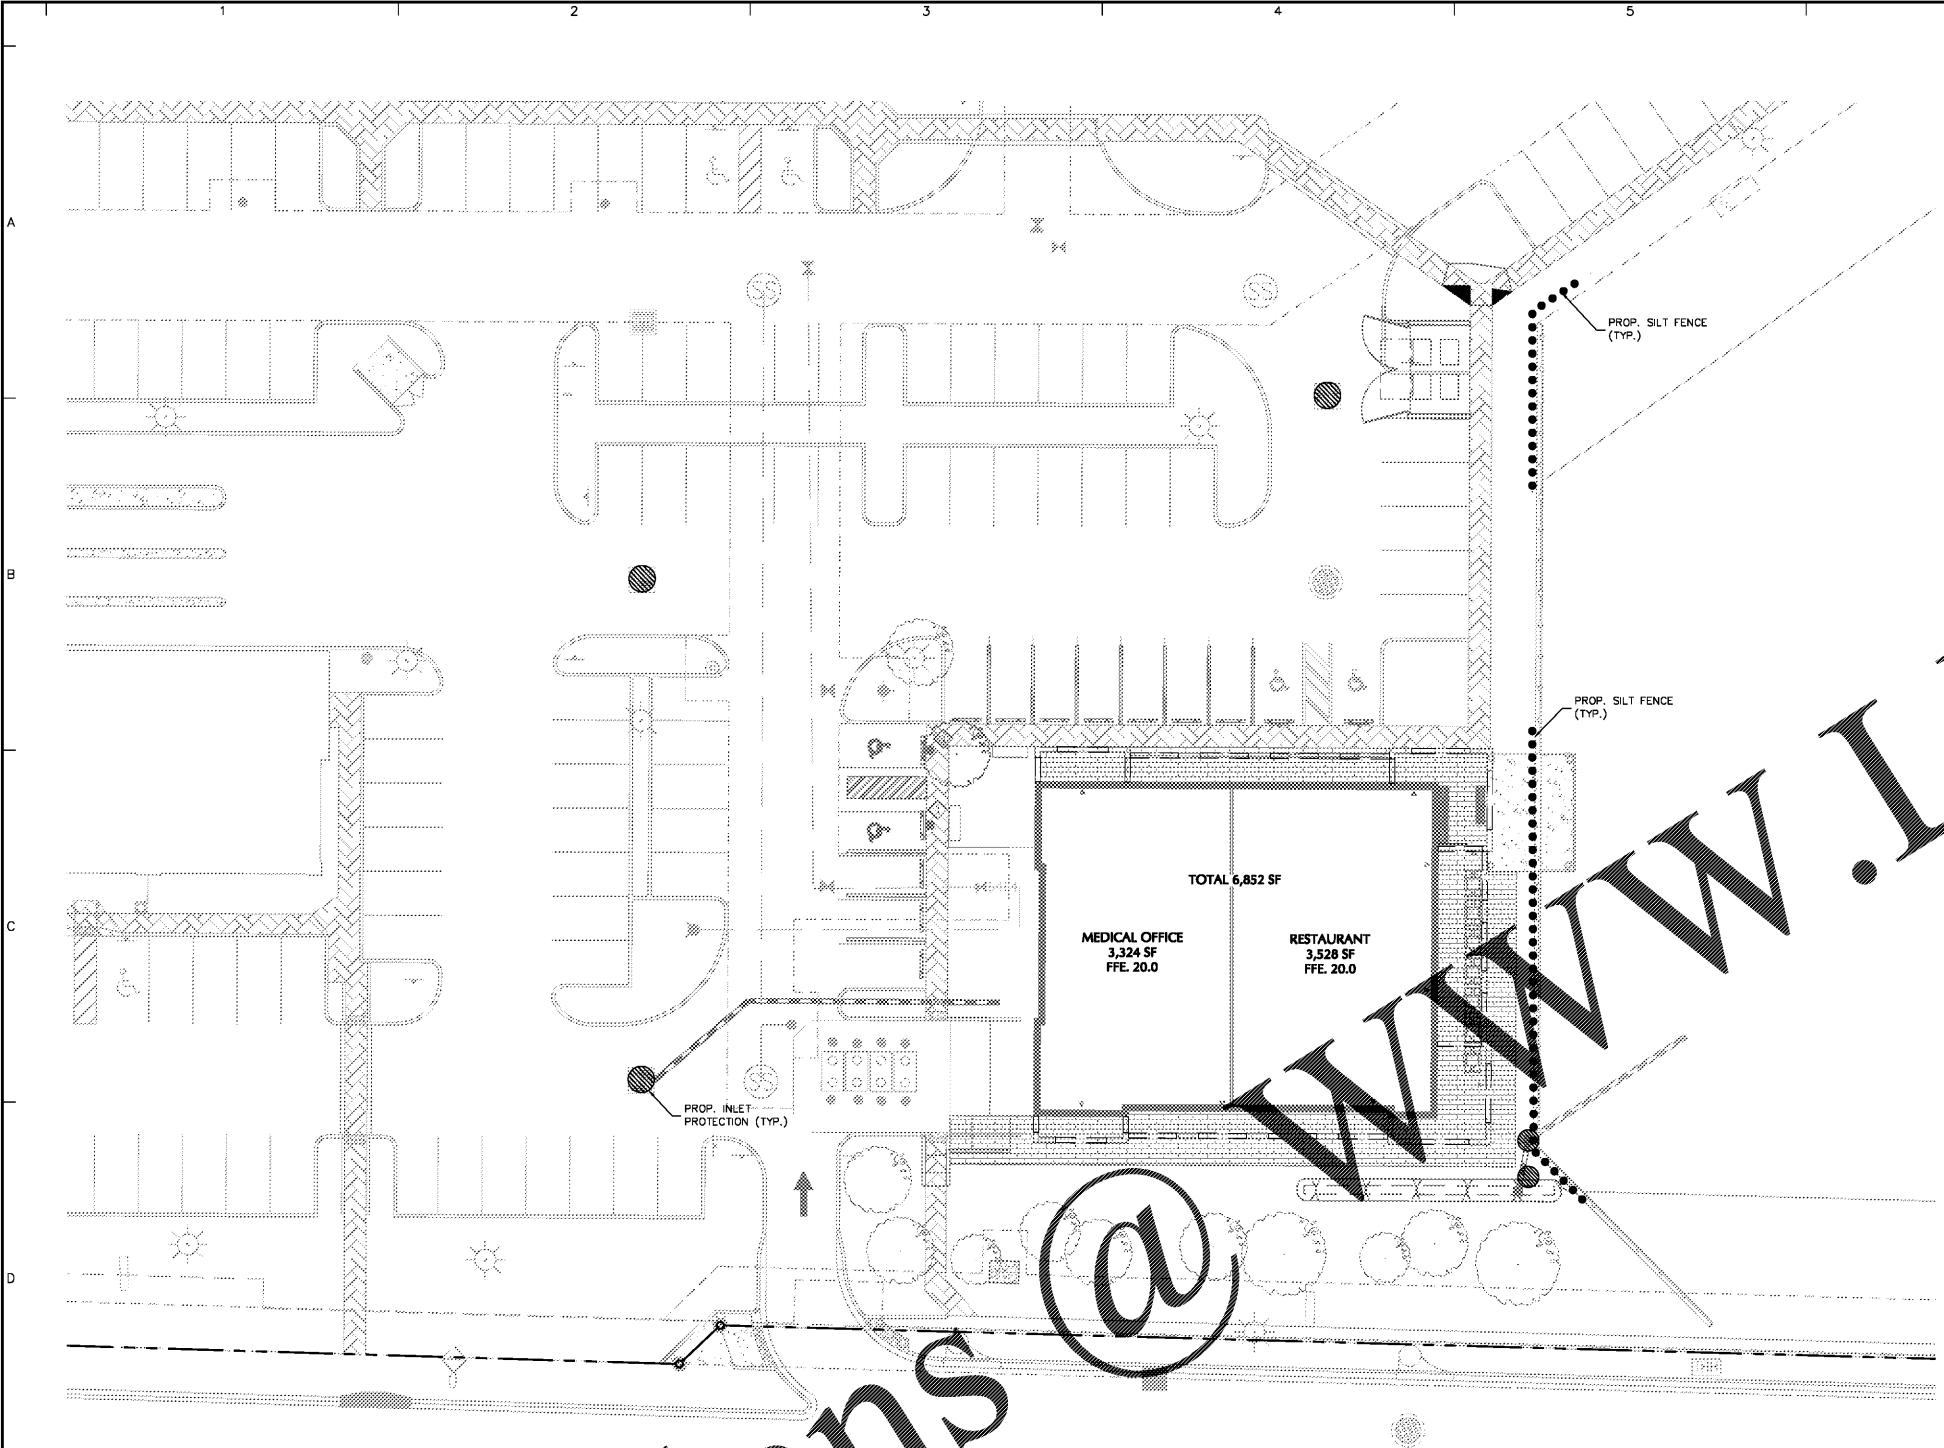 1 2 3 4 5
A
SS SS
PROP. SILT FENCE
(TYP.)
B
PROP. SILT FENCE
(TYP.)
TOTAL 6,852 SF
C
MEDICAL OFFICE
3,324 SF
FFE. 20.0
RESTAURANT
3,528 SF
FFE. 20.0
SS
PROP. INLET
PROTECTION (TYP.)
D
ns @ www.